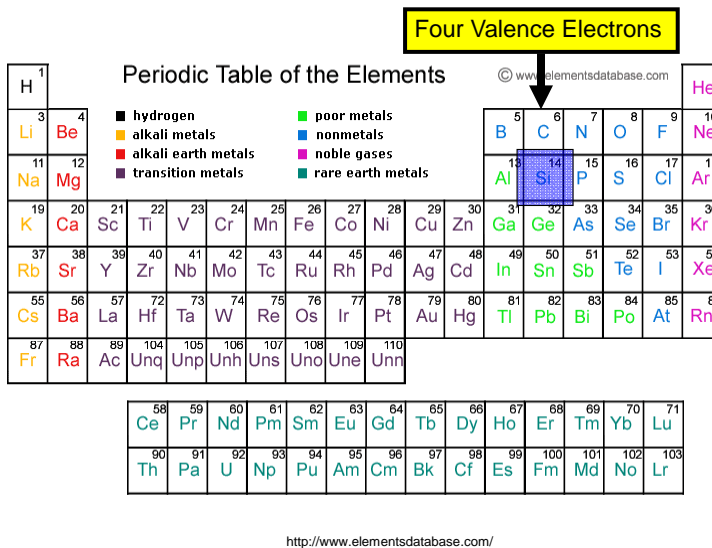 Four Valence Electrons
Periodic Table of the Elements
© www.elementsdatabase.com
hydrogen
alkali metals
alkali earth metals
transition metals
poor metals
nonmetals
noble gases
rare earth metals
1 H He
3 Li 4 Be 5 B 6 C 7 N 8 O 9 F Ne
11 Na 12 Mg 13 Al 14 Si 15 P 16 S 17 Cl Ar
19 K 20 Ca 21 Sc 22 Ti 23 V 24 Cr 25 Mn 26 Fe 27 Co 28 Ni 29 Cu 30 Zn 31 Ga 32 Ge 33 As 34 Se 35 Br Kr
37 Rb 38 Sr 39 Y 40 Zr 41 Nb 42 Mo 43 Tc 44 Ru 45 Rh 46 Pd 47 Ag 48 Cd 49 In 50 Sn 51 Sb 52 Te 53 I Xe
55 Cs 56 Ba 57 La 72 Hf 73 Ta 74 W 75 Re 76 Os 77 Ir 78 Pt 79 Au 80 Hg 81 Tl 82 Pb 83 Bi 84 Po 85 At Rn
87 Fr 88 Ra 89 Ac 104 Unq 105 Unp 106 Unh 107 Uns 108 Uno 109 Une 110 Unn
58 Ce 59 Pr 60 Nd 61 Pm 62 Sm 63 Eu 64 Gd 65 Tb 66 Dy 67 Ho 68 Er 69 Tm 70 Yb 71 Lu
90 Th 91 Pa 92 U 93 Np 94 Pu 95 Am 96 Cm 97 Bk 98 Cf 99 Es 100 Fm 101 Md 102 No 103 Lr
http://www.elementsdatabase.com/